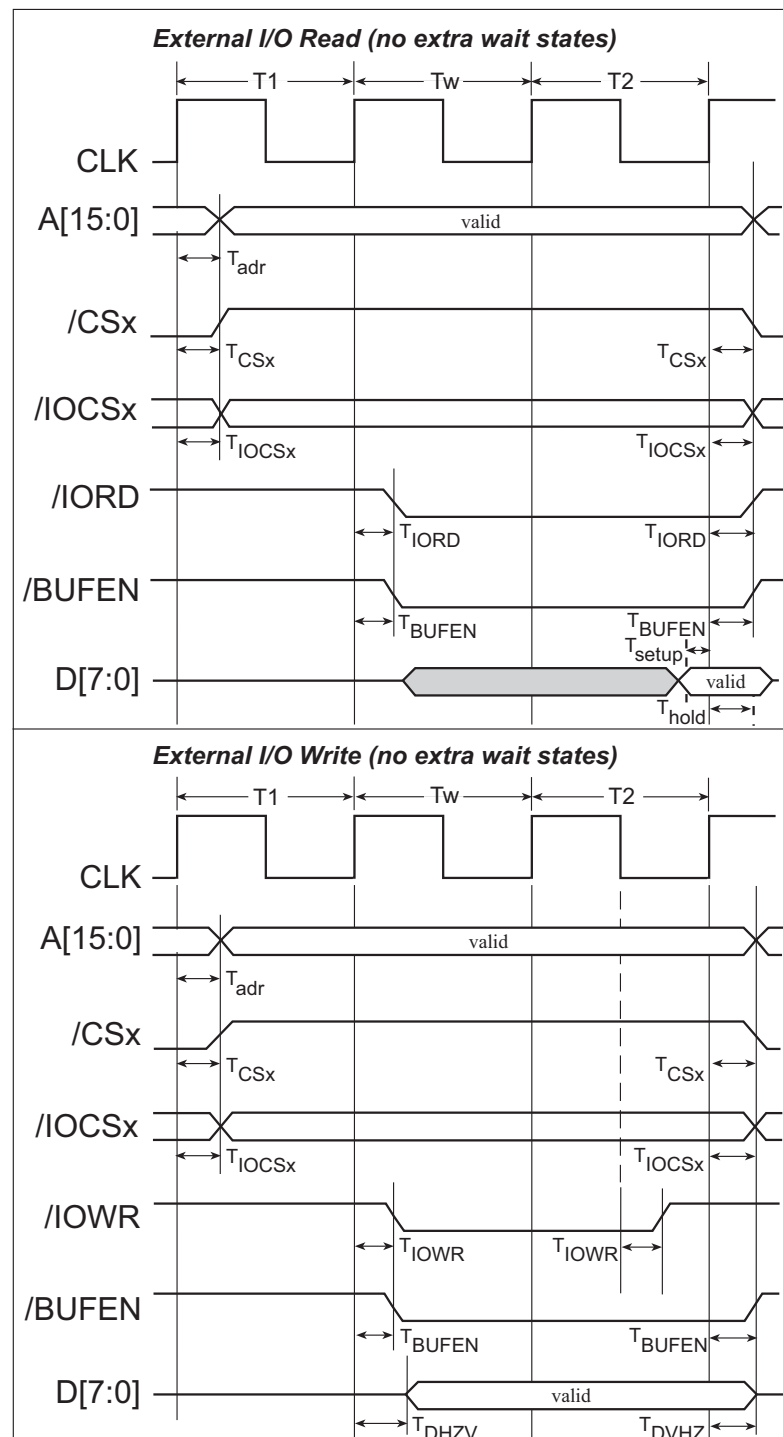 External I/O Read (no extra wait states)
T1 Tw T2
CLK
A[15:0] valid
Tadr
/CSx
TCSx TCSx
/IOCSx
TIOCSx TIOCSx
/IORD
TIORD TIORD
/BUFEN
TBUFEN TBUFEN
Tsetup
D[7:0] valid
Thold
External I/O Write (no extra wait states)
T1 Tw T2
CLK
A[15:0] valid
Tadr
/CSx
TCSx TCSx
/IOCSx
TIOCSx TIOCSx
/IOWR
TIOWR TIOWR
/BUFEN
TBUFEN TBUFEN
D[7:0] valid
TDHZV TDVHZ